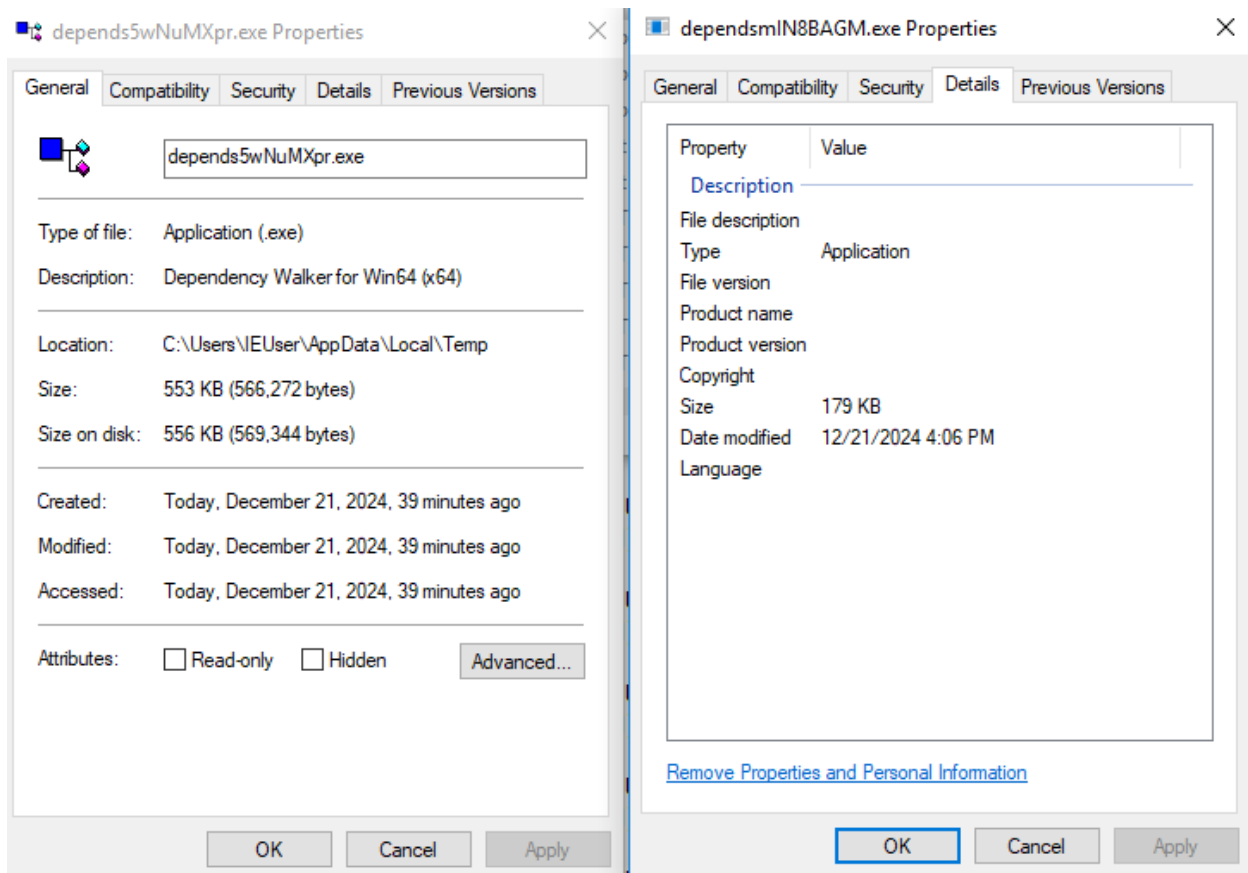 depends5wNuMXpr.exe Properties
General Compatibility Security Details Previous Versions
depends5wNuMXpr.exe
Type of file: Application (.exe)
Description: Dependency Walker for Win64 (x64)
Location: C:\Users\IEUser\AppData\Local\Temp
Size: 553 KB (566,272 bytes)
Size on disk: 556 KB (569,344 bytes)
Created: Today, December 21, 2024, 39 minutes ago
Modified: Today, December 21, 2024, 39 minutes ago
Accessed: Today, December 21, 2024, 39 minutes ago
Attributes: Read-only Hidden Advanced...
OK Cancel Apply
dependsmIN8BAGM.exe Properties
General Compatibility Security Details Previous Versions
Property Value
Description
File description
Type Application
File version
Product name
Product version
Copyright
Size 179 KB
Date modified 12/21/2024 4:06 PM
Language
Remove Properties and Personal Information
OK Cancel Apply